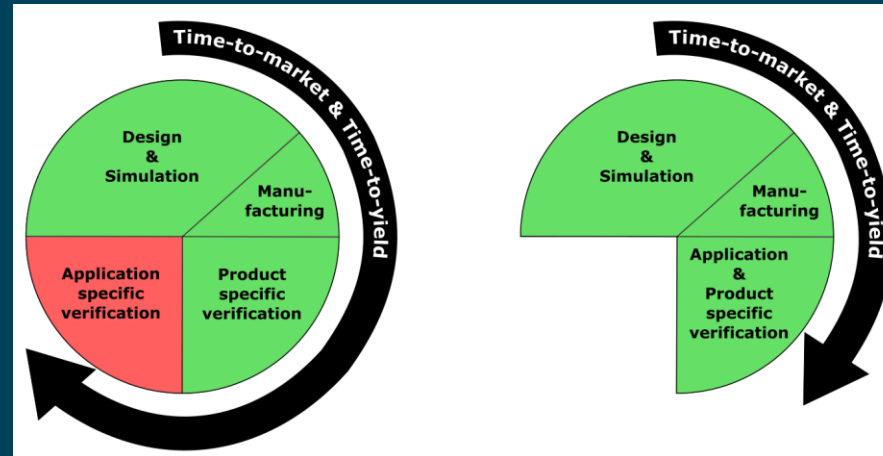 Time-to-market & Time-to-yield
Design
&
Simulation
Manu-
facturing
Application
specific
verification
Product
specific
verification
Time-to-market & Time-to-yield
Design
&
Simulation
Manu-
facturing
Application
&
Product
specific
verification